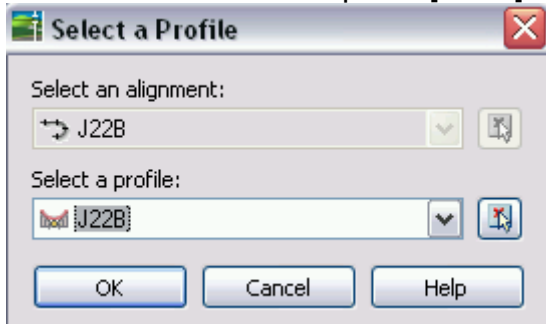 Select a Profile
Select an alignment:
J22B
Select a profile:
J22B
OK Cancel Help